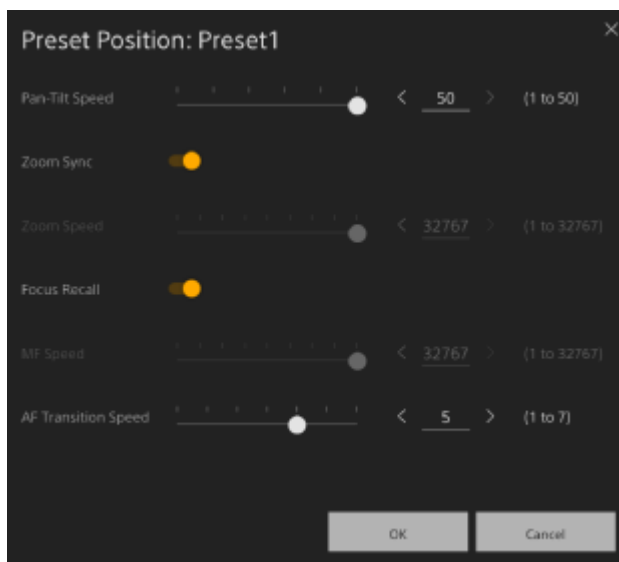 Preset Position: Preset1
Pan-Tilt Speed < 50 > (1 to 50)
Zoom Sync
Zoom Speed < 32767 > (1 to 32767)
Focus Recall
MF Speed < 32767 > (1 to 32767)
AF Transition Speed < 5 > (1 to 7)
OK Cancel